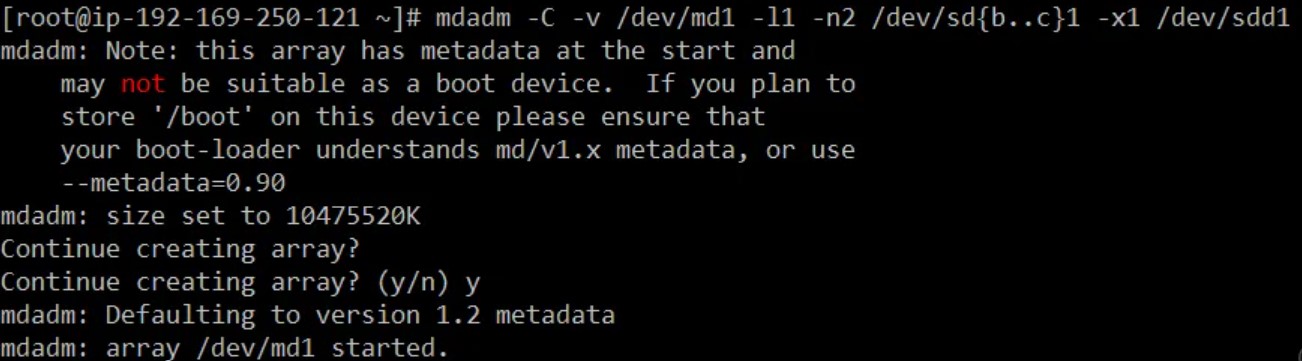 [root@ip-192-169-250-121 ~]# mdadm -C -v /dev/md1 -l1 -n2 /dev/sd{b..c}1 -x1 /dev/sdd1
mdadm: Note: this array has metadata at the start and
    may not be suitable as a boot device.  If you plan to
    store '/boot' on this device please ensure that
    your boot-loader understands md/v1.x metadata, or use
    --metadata=0.90
mdadm: size set to 10475520K
Continue creating array?
Continue creating array? (y/n) y
mdadm: Defaulting to version 1.2 metadata
mdadm: array /dev/md1 started.